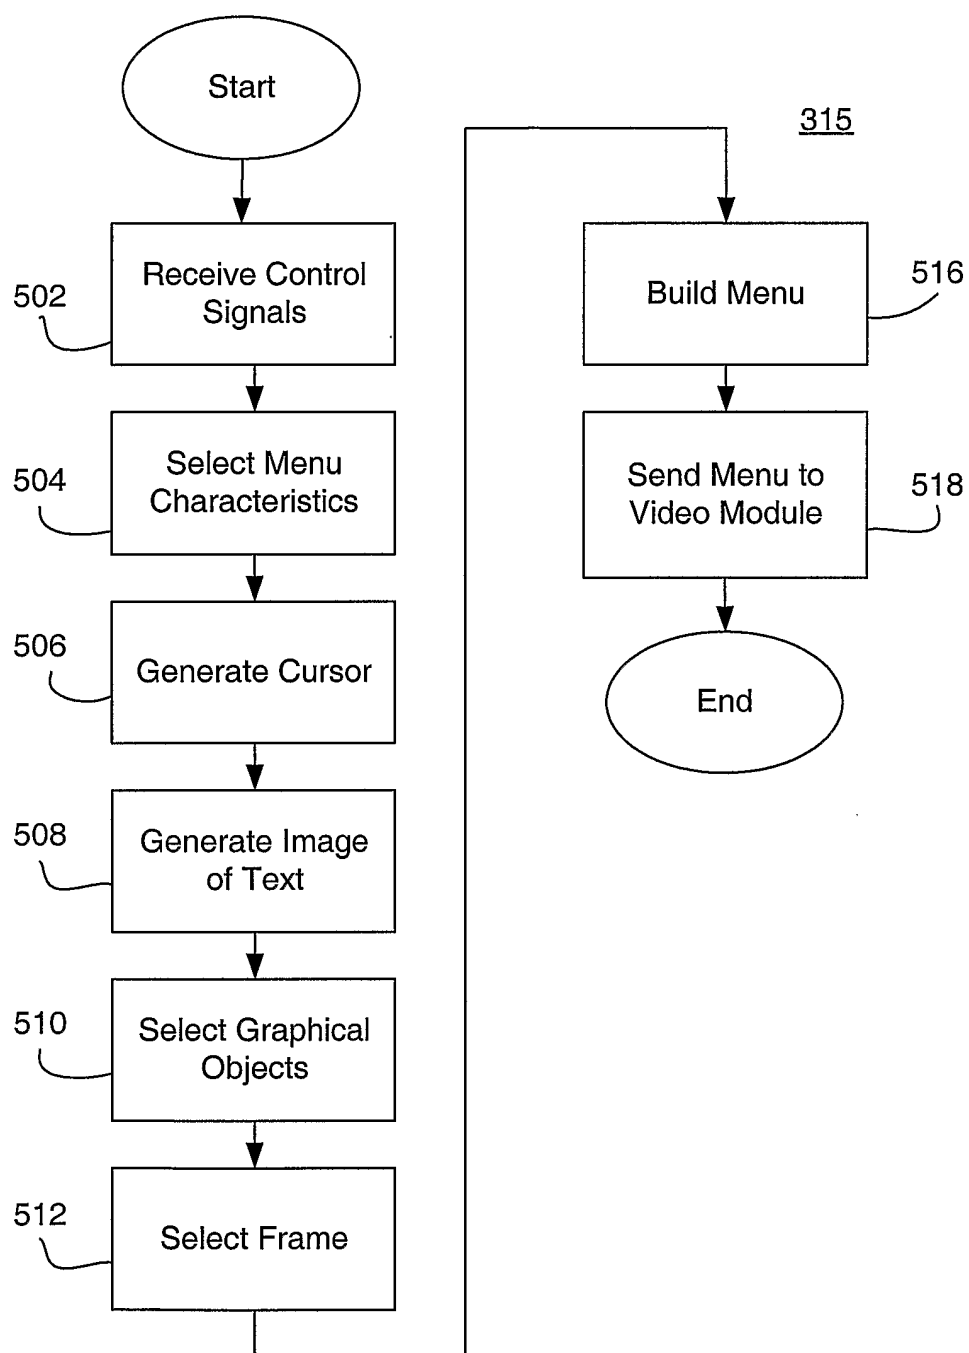 Start
315
502
Receive Control
Signals
504
Select Menu
Characteristics
506
Generate Cursor
508
Generate Image
of Text
510
Select Graphical
Objects
512
Select Frame
Build Menu
516
Send Menu to
Video Module
518
End